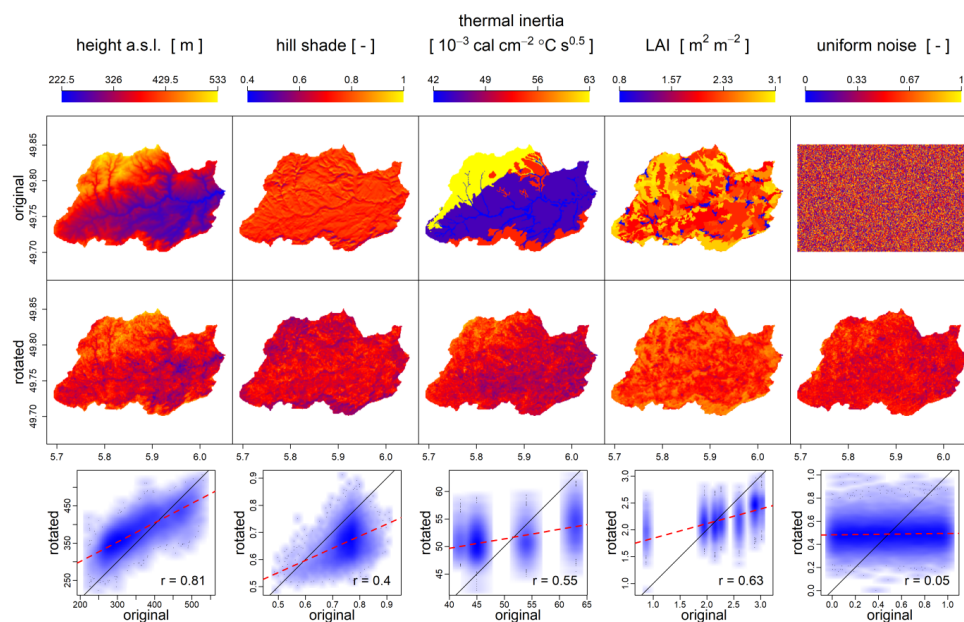 thermal inertia
height a.s.l. [ m] hill shade [ - ] [ 10⁻³ cal cm⁻² °C s⁰·⁵ ] LAI [ m² m⁻² ] uniform noise [ - ]
222.5 326 429.5 533 0.4 0.6 0.8 1 42 49 56 63 0.8 1.57 2.33 3.1 0 0.33 0.67 1
original
49.85
49.80
49.75
49.70
rotated
49.85
49.80
49.75
49.70
5.7 5.8 5.9 6.0 5.7 5.8 5.9 6.0 5.7 5.8 5.9 6.0 5.7 5.8 5.9 6.0 5.7 5.8 5.9 6.0
rotated
250 350 450
r = 0.81
200 300 400 500
original
rotated
0.5 0.6 0.7 0.8 0.9
r = 0.4
0.5 0.6 0.7 0.8 0.9
original
rotated
45 50 55 60
r = 0.55
40 45 50 55 60 65
original
rotated
1.0 1.5 2.0 2.5 3.0
r = 0.63
1.0 1.5 2.0 2.5 3.0
original
rotated
0.0 0.2 0.4 0.6 0.8 1.0
r = 0.05
0.0 0.2 0.4 0.6 0.8 1.0
original